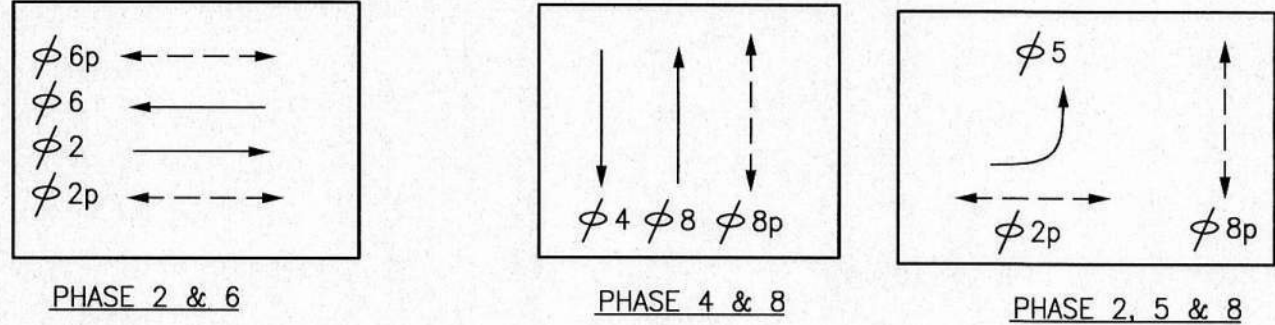 ϕ6p
ϕ6
ϕ2
ϕ2p
PHASE 2 & 6
ϕ4 ϕ8 ϕ8p
PHASE 4 & 8
ϕ5
ϕ2p ϕ8p
PHASE 2, 5 & 8